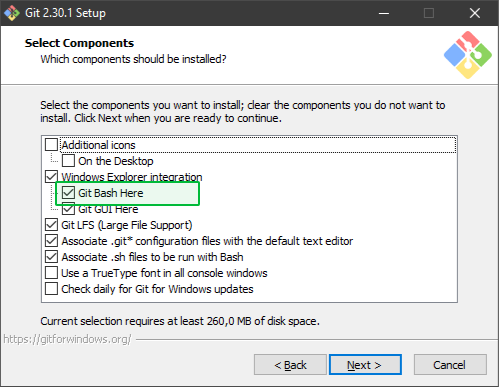 Git 2.30.1 Setup
Select Components
Which components should be installed?
Select the components you want to install; clear the components you do not want to
install. Click Next when you are ready to continue.
Additional icons
On the Desktop
Windows Explorer integration
Git Bash Here
Git GUI Here
Git LFS (Large File Support)
Associate .git* configuration files with the default text editor
Associate .sh files to be run with Bash
Use a TrueType font in all console windows
Check daily for Git for Windows updates
Current selection requires at least 260,0 MB of disk space.
https://gitforwindows.org/
< Back
Next >
Cancel